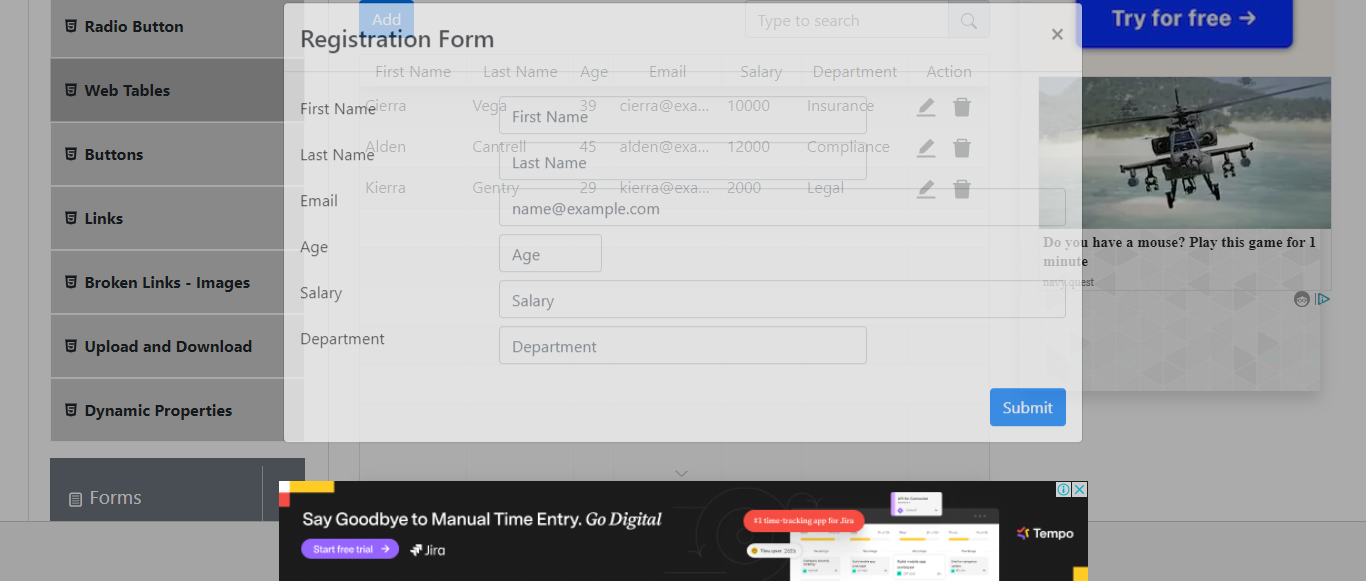 Radio Button
Web Tables
Buttons
Links
Broken Links - Images
Upload and Download
Dynamic Properties
Forms
Add
Type to search
Registration Form
×
First Name Last Name Age Email Salary Department Action
Cierra Vega 39 cierra@exa... 10000 Insurance
Alden Cantrell 45 alden@exa... 12000 Compliance
Kierra Gentry 29 kierra@exa... 2000 Legal
First Name
First Name
Last Name
Last Name
Email
name@example.com
Age
Age
Salary
Salary
Department
Department
Submit
Try for free →
Do you have a mouse? Play this game for 1
minute
navy.quest
Say Goodbye to Manual Time Entry. Go Digital
Start free trial →
Jira
#1 time-tracking app for Jira
Time spent
Tempo